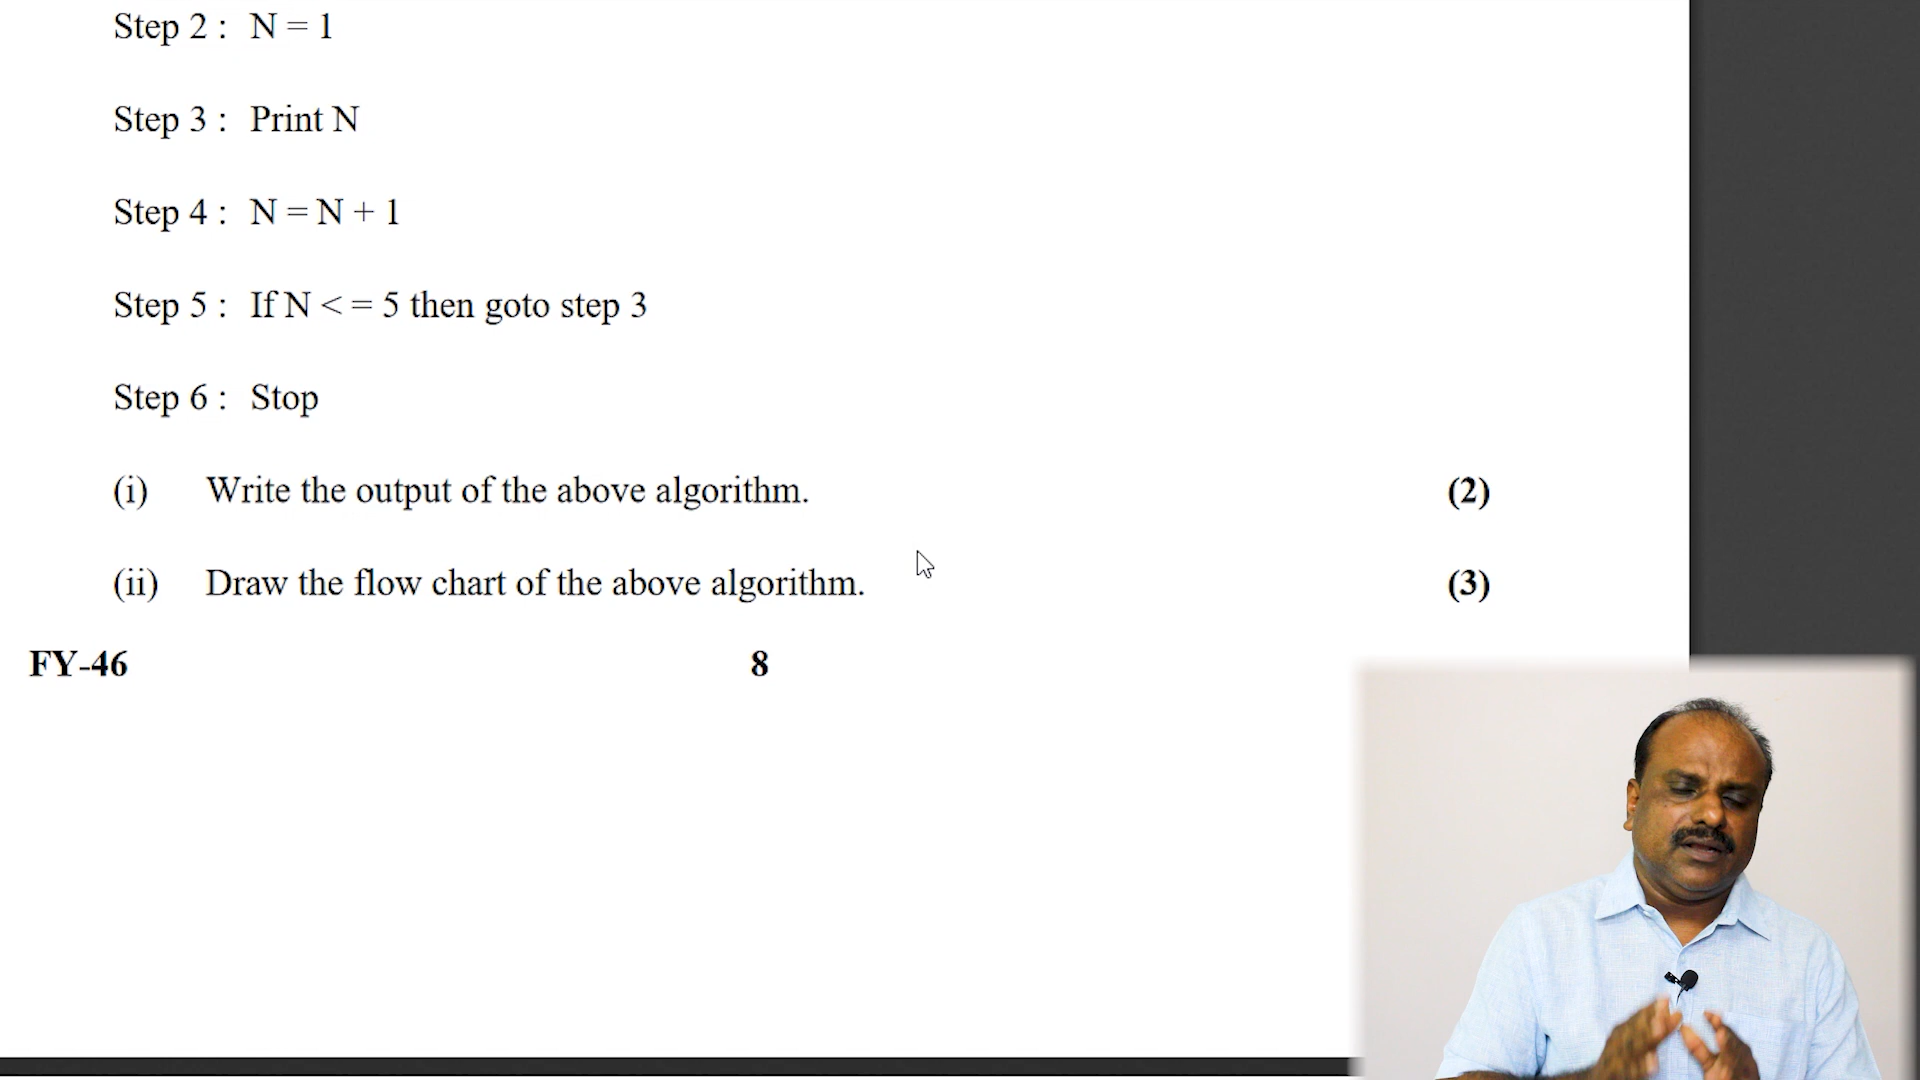 Step 2 : N = 1
Step 3 : Print N
Step 4 : N = N + 1
Step 5 : If N < = 5 then goto step 3
Step 6 : Stop
(i) Write the output of the above algorithm. (2)
(ii) Draw the flow chart of the above algorithm. (3)
FY-46 8